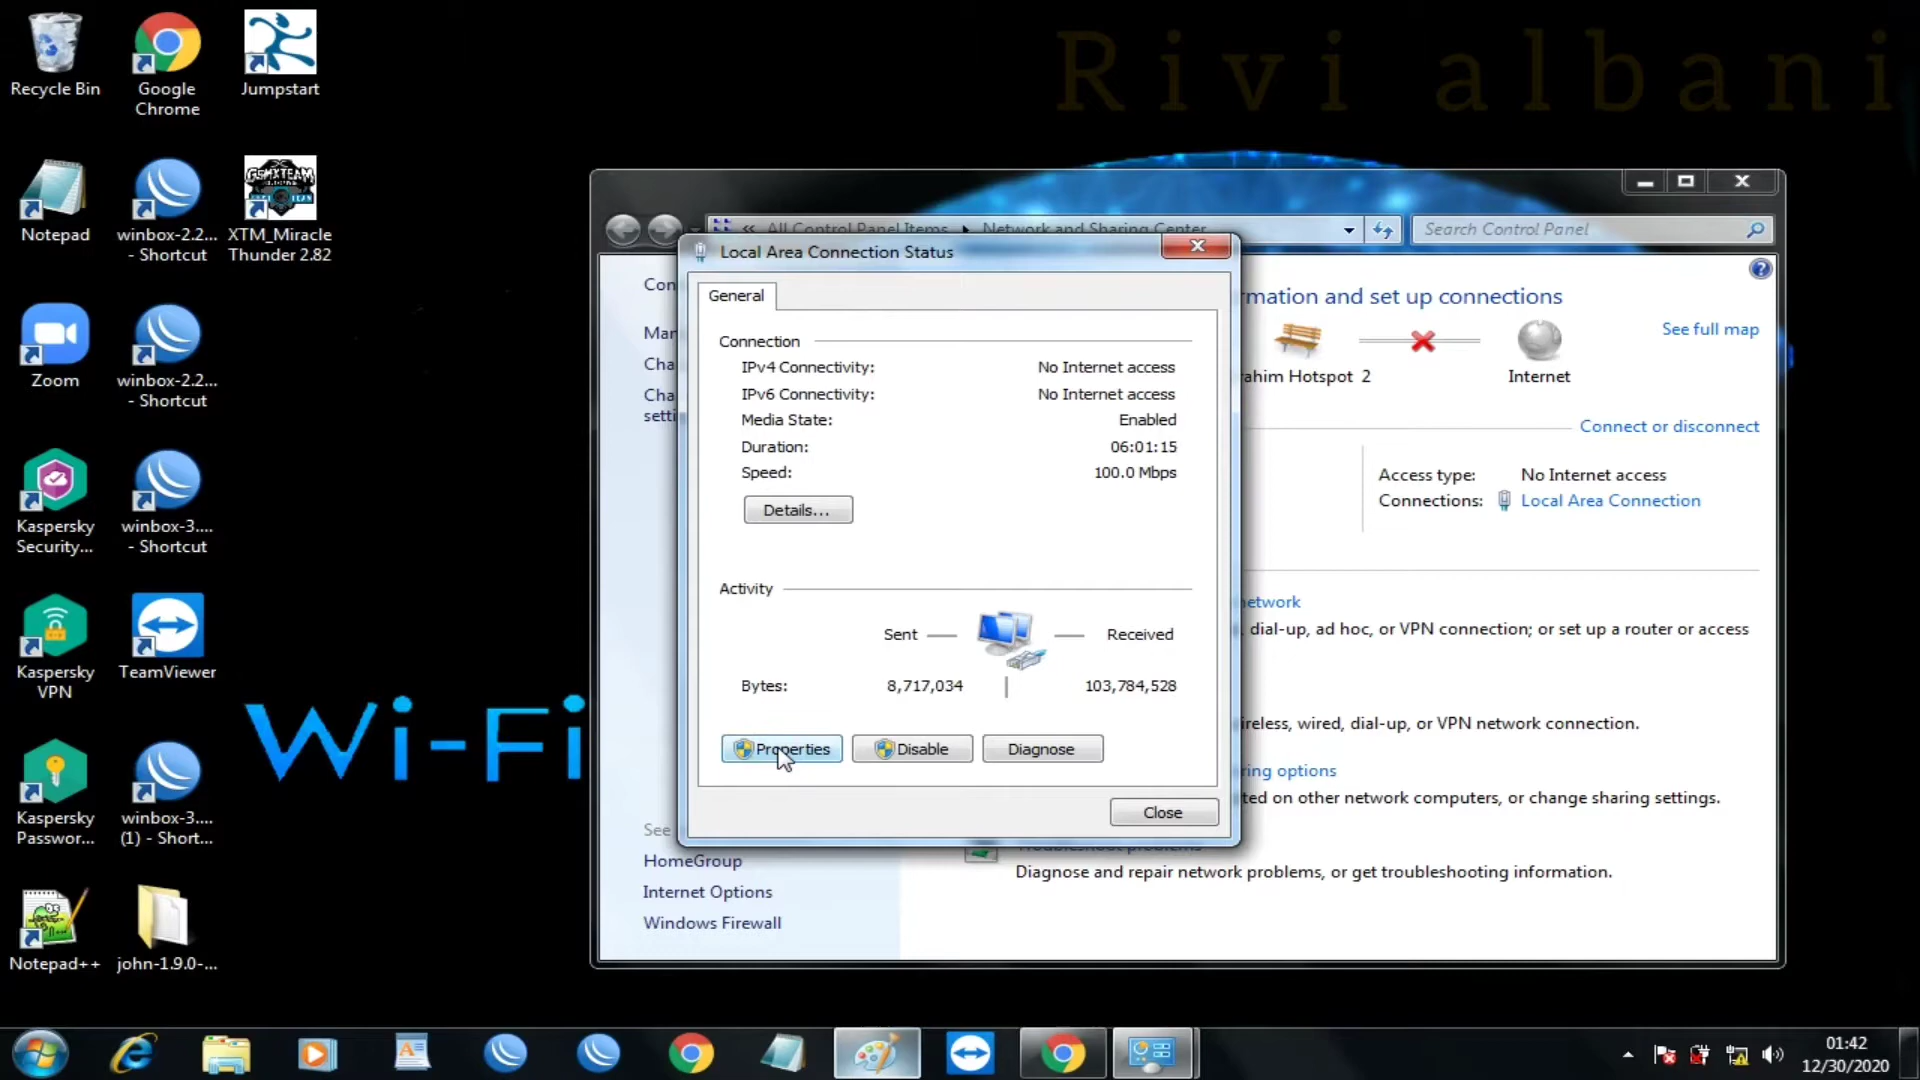 Rivi albani
Recycle Bin
Google
Chrome
Jumpstart
Notepad
winbox-2.2...
- Shortcut
XTM_Miracle
Thunder 2.82
Zoom
winbox-2.2...
- Shortcut
Kaspersky
Security...
winbox-3....
- Shortcut
Kaspersky
VPN
TeamViewer
Kaspersky
Passwor...
winbox-3....
(1) - Short...
Notepad++
john-1.9.0-...
Wi-Fi
All Control Panel Items
Network and Sharing Center
Search Control Panel
Local Area Connection Status
General
Connection
IPv4 Connectivity: No Internet access
IPv6 Connectivity: No Internet access
Media State: Enabled
Duration: 06:01:15
Speed: 100.0 Mbps
Details...
Activity
Sent
Received
Bytes: 8,717,034 103,784,528
Properties
Disable
Diagnose
Close
Con
Man
Cha
Cha
setti
See
HomeGroup
Internet Options
Windows Firewall
rmation and set up connections
See full map
rahim Hotspot 2
Internet
Connect or disconnect
Access type: No Internet access
Connections: Local Area Connection
network
dial-up, ad hoc, or VPN connection; or set up a router or access
ireless, wired, dial-up, or VPN network connection.
ring options
ted on other network computers, or change sharing settings.
Troubleshoot problems
Diagnose and repair network problems, or get troubleshooting information.
01:42
12/30/2020